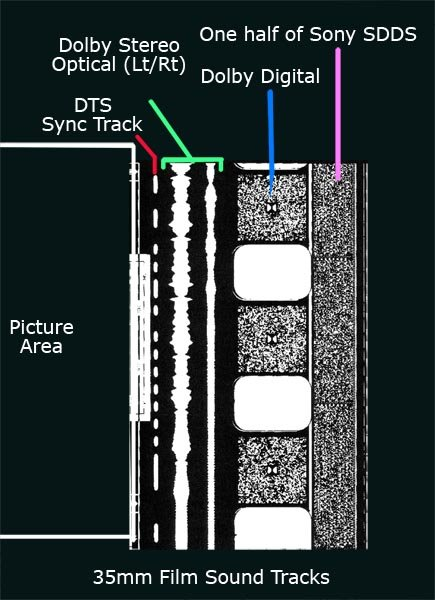 One half of Sony SDDS
Dolby Stereo
Optical (Lt/Rt)
Dolby Digital
DTS
Sync Track
Picture
Area
35mm Film Sound Tracks